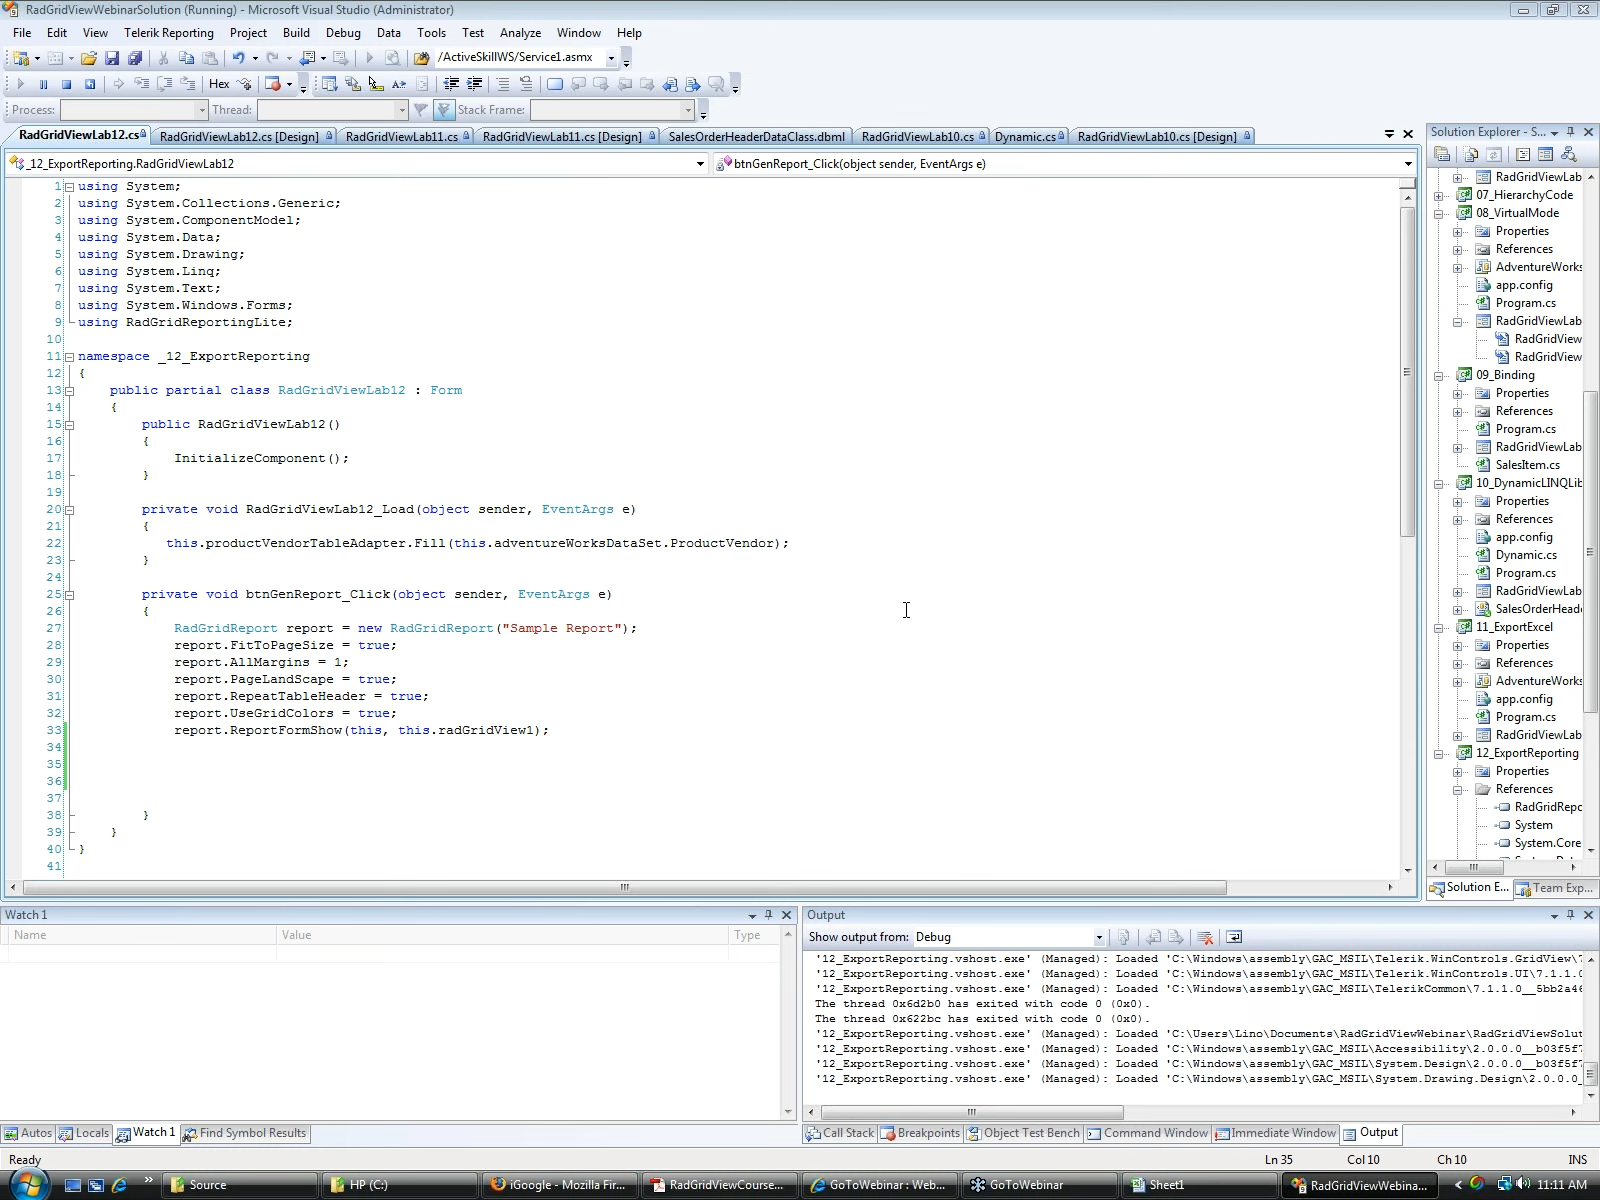 RadGridViewWebinarSolution (Running) - Microsoft Visual Studio (Administrator)
File Edit View Telerik Reporting Project Build Debug Data Tools Test Analyze Window Help
/ActiveSkillWS/Service1.asmx
Hex
Process: Thread: Stack Frame:
RadGridViewLab12.cs RadGridViewLab12.cs [Design] RadGridViewLab11.cs RadGridViewLab11.cs [Design] SalesOrderHeaderDataClass.dbml RadGridViewLab10.cs Dynamic.cs RadGridViewLab10.cs [Design]
_12_ExportReporting.RadGridViewLab12 btnGenReport_Click(object sender, EventArgs e)
1 using System;
2 using System.Collections.Generic;
3 using System.ComponentModel;
4 using System.Data;
5 using System.Drawing;
6 using System.Linq;
7 using System.Text;
8 using System.Windows.Forms;
9 using RadGridReportingLite;
10
11 namespace _12_ExportReporting
12 {
13 public partial class RadGridViewLab12 : Form
14 {
15 public RadGridViewLab12()
16 {
17 InitializeComponent();
18 }
19
20 private void RadGridViewLab12_Load(object sender, EventArgs e)
21 {
22 this.productVendorTableAdapter.Fill(this.adventureWorksDataSet.ProductVendor);
23 }
24
25 private void btnGenReport_Click(object sender, EventArgs e)
26 {
27 RadGridReport report = new RadGridReport("Sample Report");
28 report.FitToPageSize = true;
29 report.AllMargins = 1;
30 report.PageLandScape = true;
31 report.RepeatTableHeader = true;
32 report.UseGridColors = true;
33 report.ReportFormShow(this, this.radGridView1);
34
35
36
37
38 }
39 }
40 }
41
Solution Explorer - S...
RadGridViewLab
07_HierarchyCode
08_VirtualMode
Properties
References
AdventureWorks
app.config
Program.cs
RadGridViewLab
RadGridView
RadGridView
09_Binding
Properties
References
Program.cs
RadGridViewLab
SalesItem.cs
10_DynamicLINQLib
Properties
References
app.config
Dynamic.cs
Program.cs
RadGridViewLab
SalesOrderHeade
11_ExportExcel
Properties
References
AdventureWorks
app.config
Program.cs
RadGridViewLab
12_ExportReporting
Properties
References
RadGridRepo
System
System.Core
Solution E... Team Exp...
Watch 1
Name Value Type
Autos Locals Watch 1 Find Symbol Results
Output
Show output from: Debug
'12_ExportReporting.vshost.exe' (Managed): Loaded 'C:\Windows\assembly\GAC_MSIL\Telerik.WinControls.GridView\7
'12_ExportReporting.vshost.exe' (Managed): Loaded 'C:\Windows\assembly\GAC_MSIL\Telerik.WinControls.UI\7.1.1.0
'12_ExportReporting.vshost.exe' (Managed): Loaded 'C:\Windows\assembly\GAC_MSIL\TelerikCommon\7.1.1.0__5bb2a46
The thread 0x6d2b0 has exited with code 0 (0x0).
The thread 0x622bc has exited with code 0 (0x0).
'12_ExportReporting.vshost.exe' (Managed): Loaded 'C:\Users\Lino\Documents\RadGridViewWebinar\RadGridViewSolut
'12_ExportReporting.vshost.exe' (Managed): Loaded 'C:\Windows\assembly\GAC_MSIL\Accessibility\2.0.0.0__b03f5f7
'12_ExportReporting.vshost.exe' (Managed): Loaded 'C:\Windows\assembly\GAC_MSIL\System.Design\2.0.0.0__b03f5f7
'12_ExportReporting.vshost.exe' (Managed): Loaded 'C:\Windows\assembly\GAC_MSIL\System.Drawing.Design\2.0.0.0_
Call Stack Breakpoints Object Test Bench Command Window Immediate Window Output
Ready Ln 35 Col 10 Ch 10 INS
Source HP (C:) iGoogle - Mozilla Fir... RadGridViewCourse... GoToWebinar : Web... GoToWebinar Sheet1 RadGridViewWebina... 11:11 AM